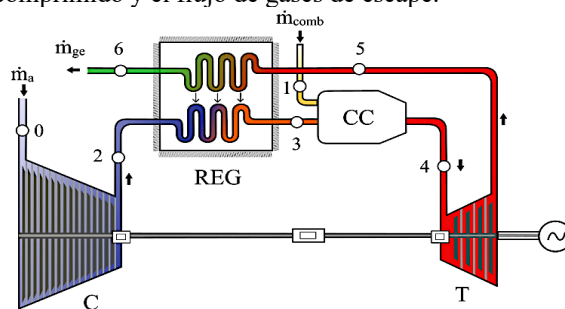 comprimido y el flujo de gases de escape.
ṁcomb
ṁge
6
5
ṁa
1
0
CC
2
3
REG
4
C
T